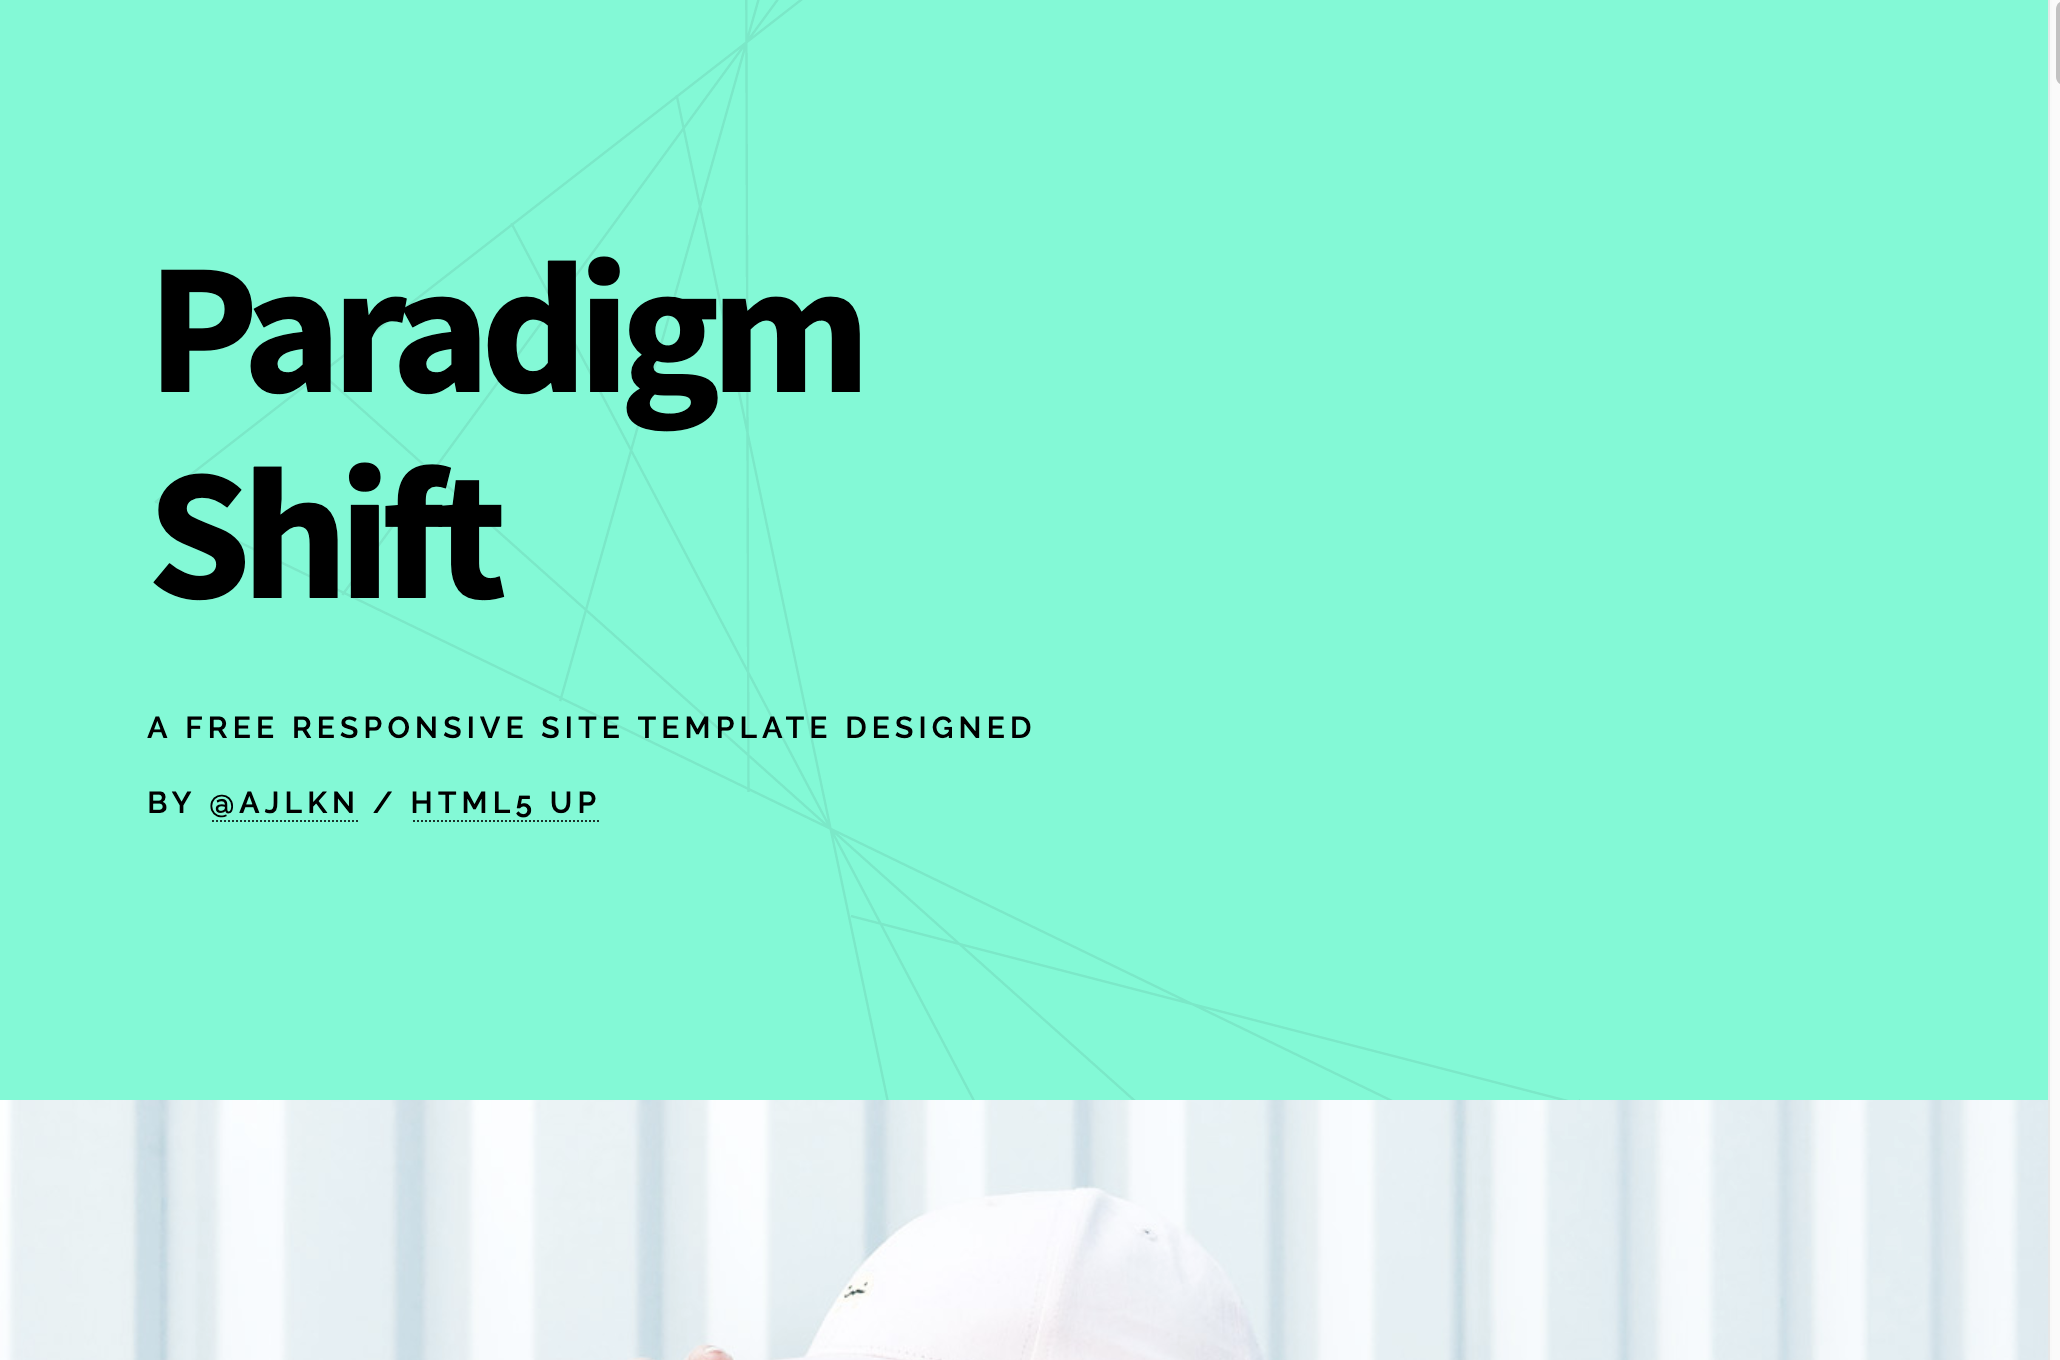 Paradigm
Shift
A FREE RESPONSIVE SITE TEMPLATE DESIGNED
BY @AJLKN / HTML5 UP